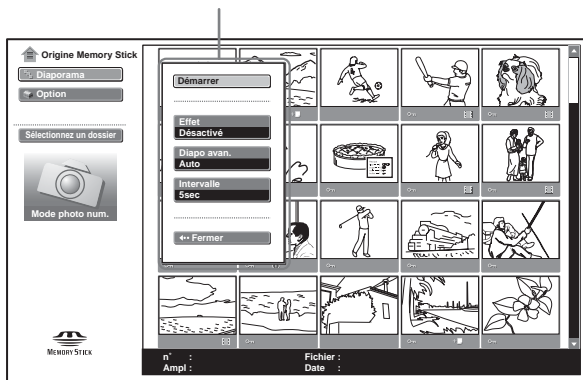 Origine Memory Stick
Diaporama
Option
Sélectionnez un dossier
Mode photo num.
MEMORY STICK
Démarrer
Effet
Désactivé
Diapo avan.
Auto
Intervalle
5sec
Fermer
n° :
Ampl :
Fichier :
Date :